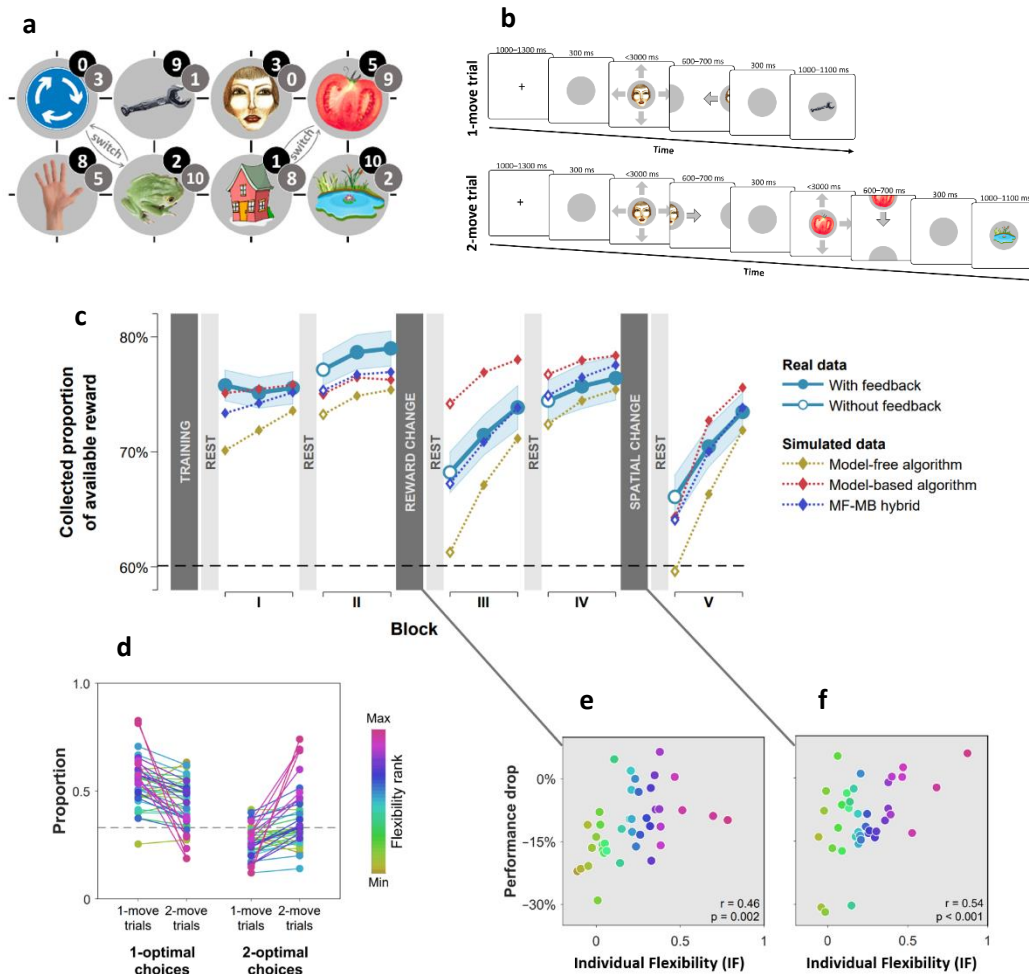 a
0
3
9
1
3
0
5
9
switch
switch
8
5
2
10
1
8
10
2
b
1-move trial
1000–1300 ms
300 ms
<3000 ms
600–700 ms
300 ms
1000–1100 ms
+
Time
2-move trial
1000–1300 ms
300 ms
<3000 ms
600–700 ms
300 ms
<3000 ms
600–700 ms
300 ms
1000–1100 ms
+
Time
c
Collected proportion
of available reward
80%
70%
60%
TRAINING
REST
REST
REWARD CHANGE
REST
REST
SPATIAL CHANGE
REST
I
II
III
IV
V
Block
Real data
With feedback
Without feedback
Simulated data
Model-free algorithm
Model-based algorithm
MF-MB hybrid
d
Proportion
1.0
0.5
0
1-move
trials
2-move
trials
1-move
trials
2-move
trials
1-optimal
choices
2-optimal
choices
Max
Flexibility rank
Min
e
Performance drop
0%
−15%
−30%
r = 0.46
p = 0.002
0
0.5
1
Individual Flexibility (IF)
f
r = 0.54
p < 0.001
0
0.5
1
Individual Flexibility (IF)